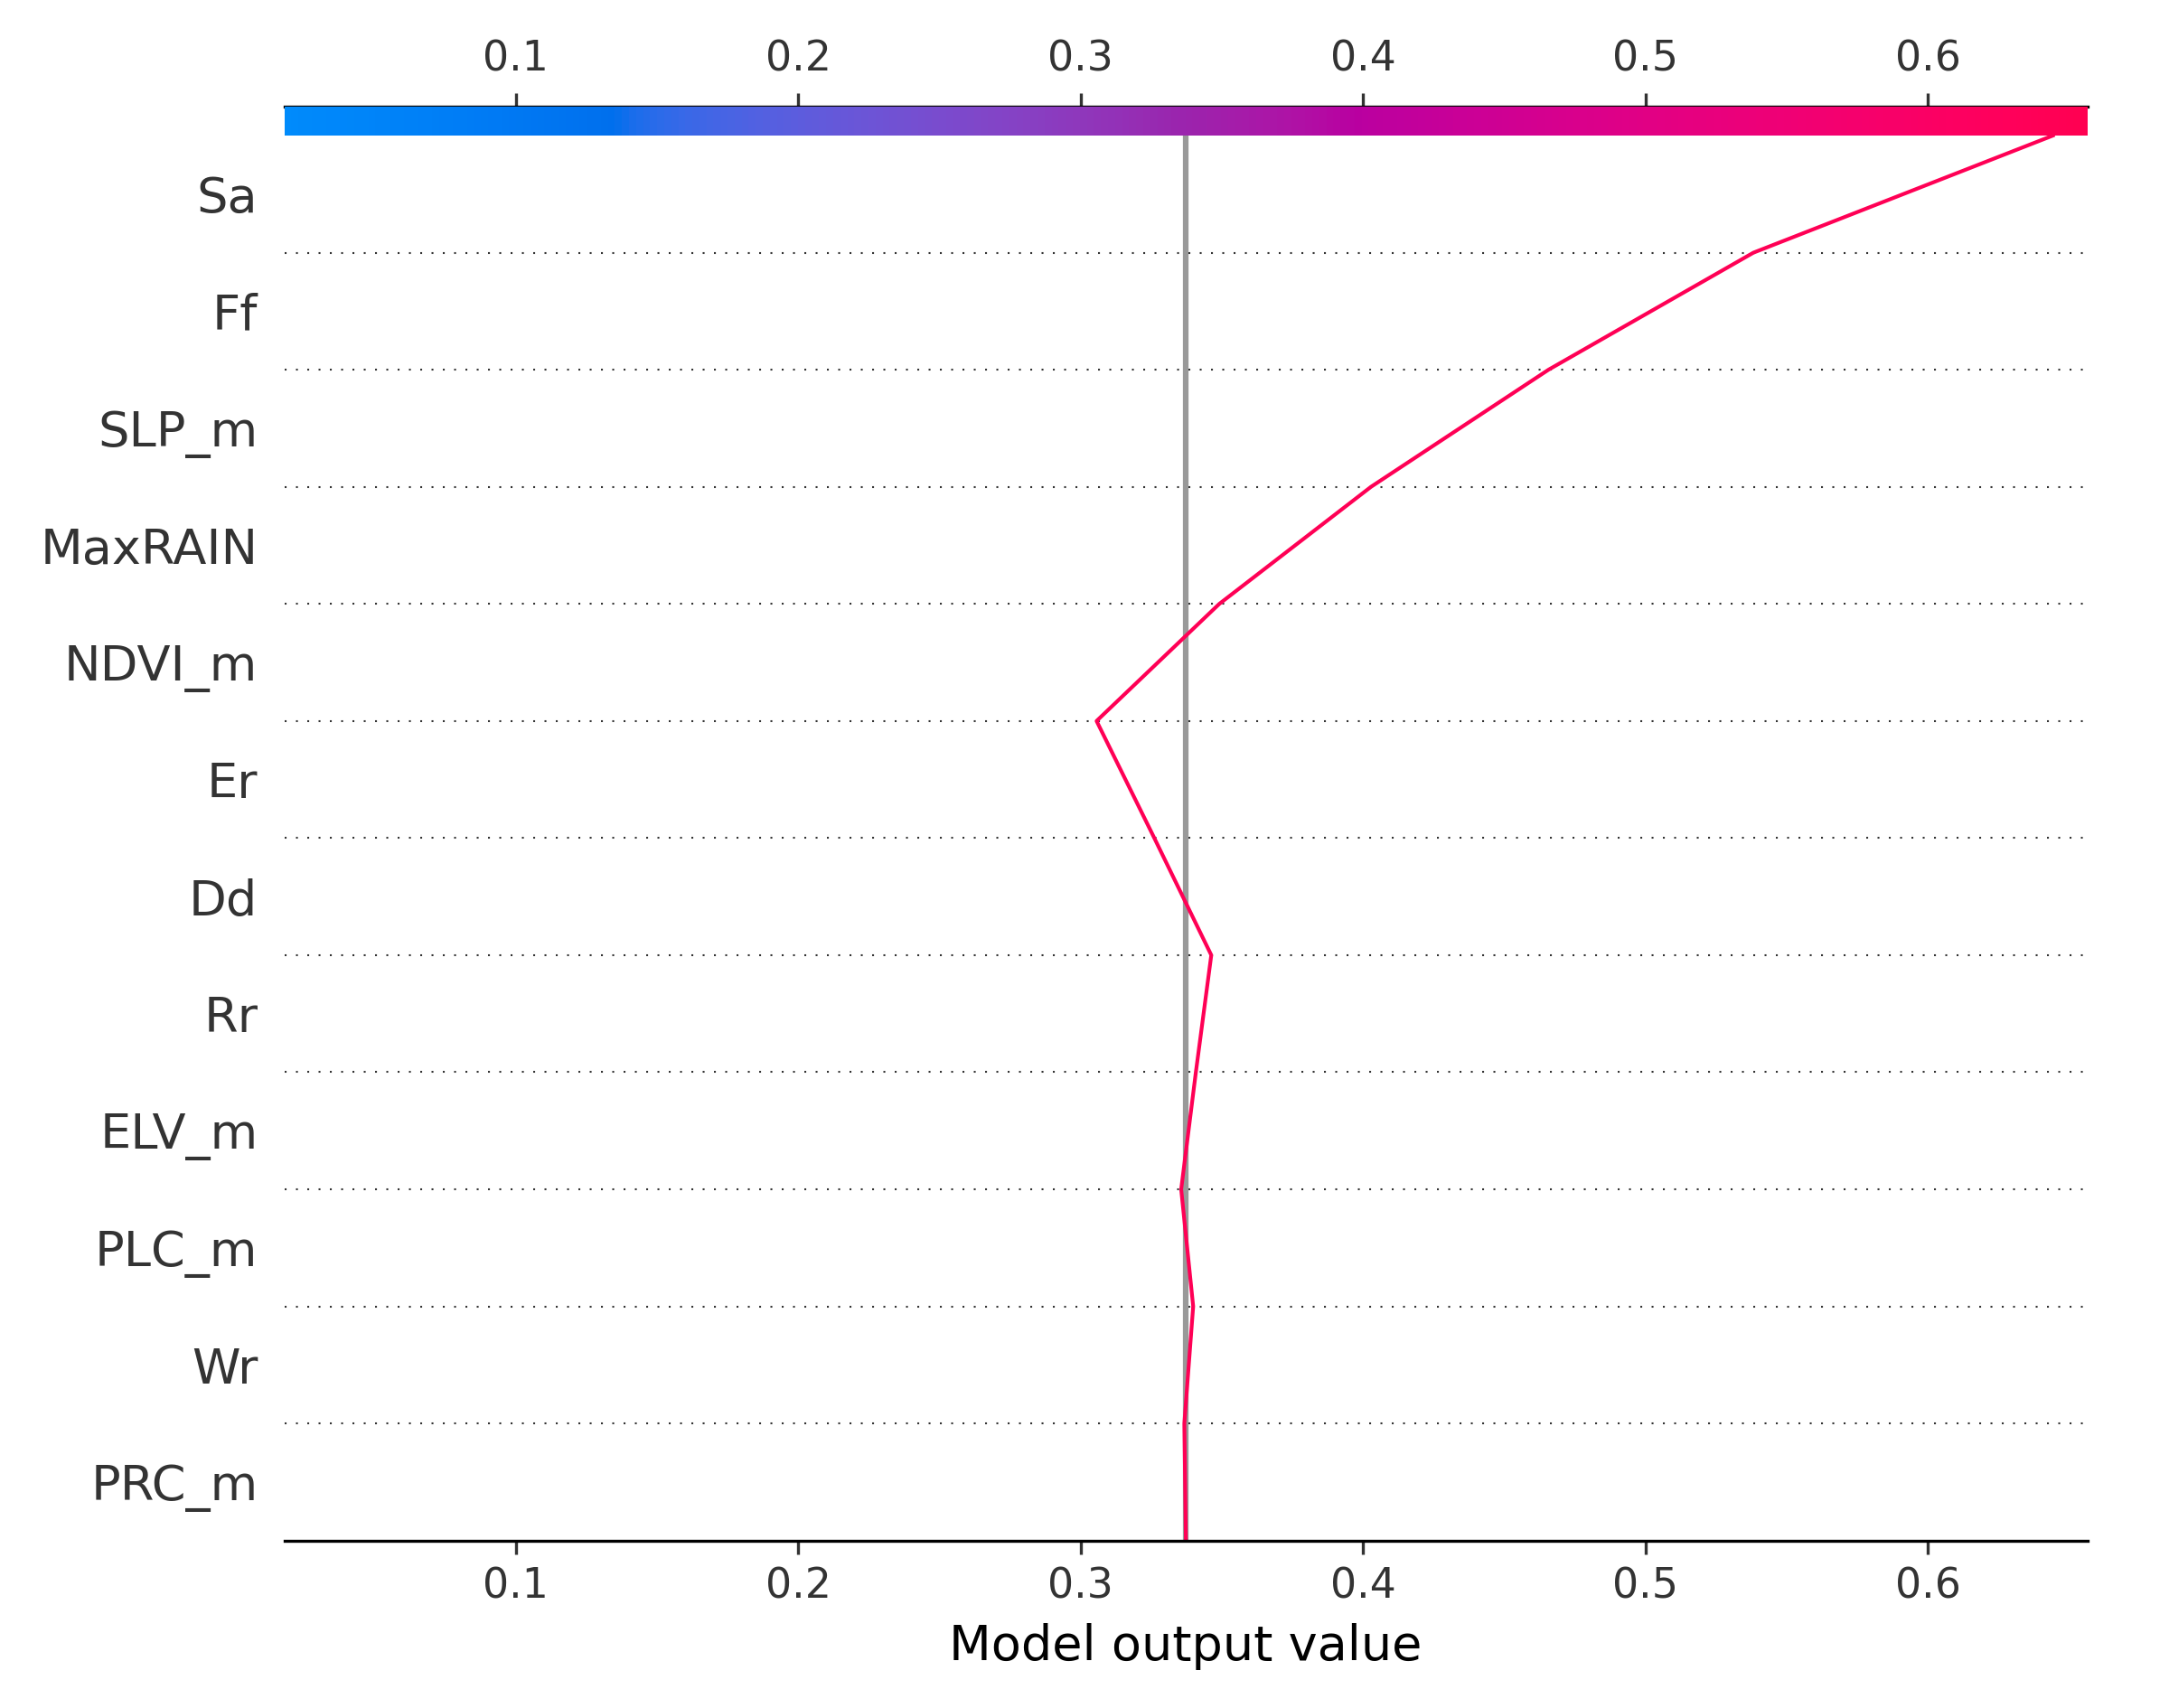 0.1 0.2 0.3 0.4 0.5 0.6
Sa
Ff
SLP_m
MaxRAIN
NDVI_m
Er
Dd
Rr
ELV_m
PLC_m
Wr
PRC_m
0.1 0.2 0.3 0.4 0.5 0.6
Model output value